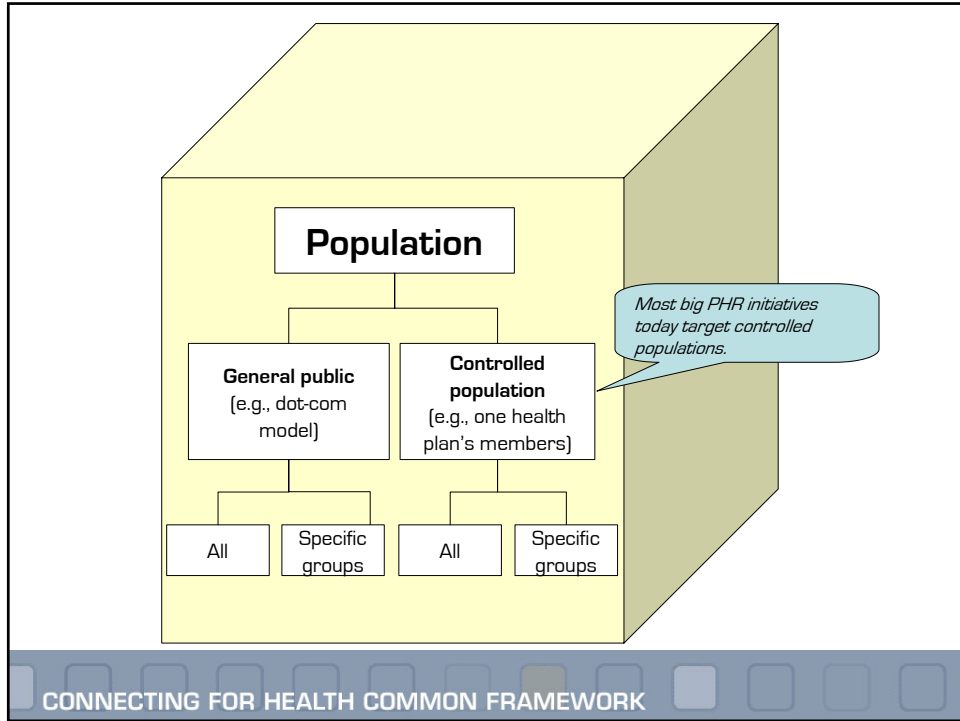 Population
General public
(e.g., dot-com
model)
Controlled
population
(e.g., one health
plan's members)
Most big PHR initiatives
today target controlled
populations.
All
Specific
groups
All
Specific
groups
CONNECTING FOR HEALTH COMMON FRAMEWORK